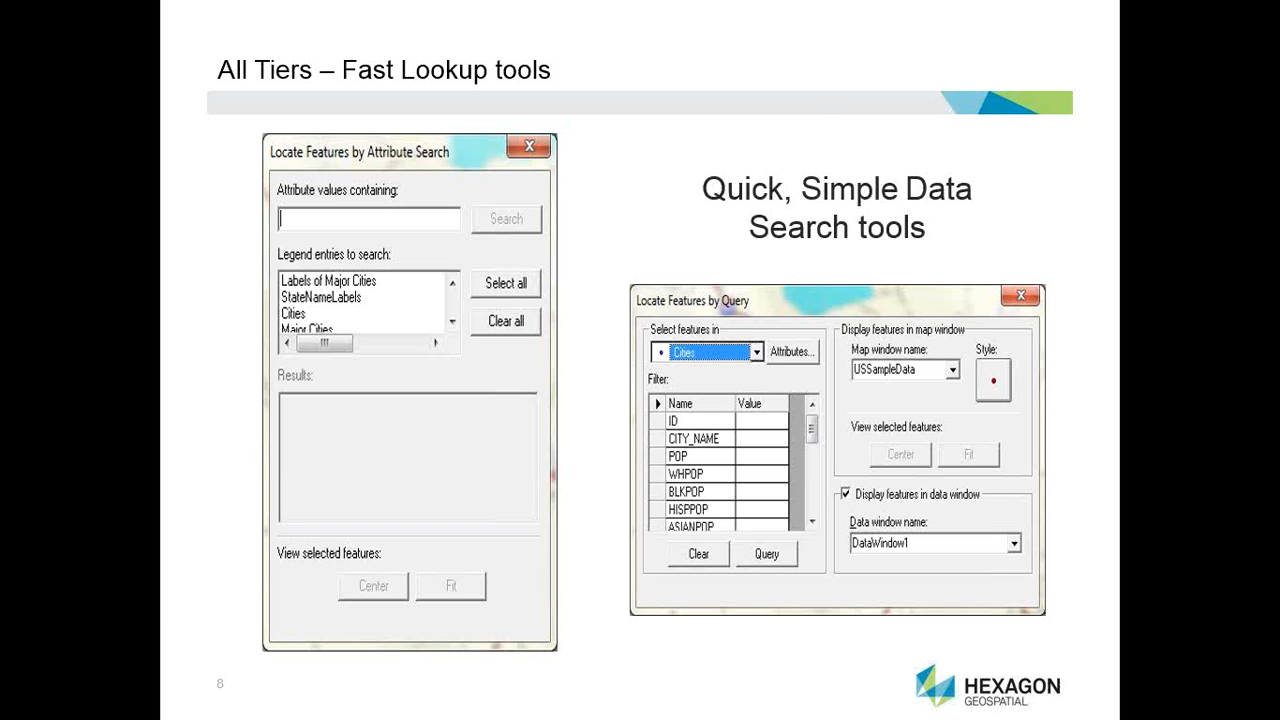 All Tiers – Fast Lookup tools
Locate Features by Attribute Search
Attribute values containing:
Search
Legend entries to search:
Labels of Major Cities
StateNameLabels
Cities
Major Cities
Select all
Clear all
Results:
View selected features:
Center
Fit
Quick, Simple Data
Search tools
Locate Features by Query
Select features in
Cities
Attributes...
Filter:
Name Value
ID
CITY_NAME
POP
WHPOP
BLKPOP
HISPPOP
ASIANPOP
Clear
Query
Display features in map window
Map window name:
Style:
USSampleData
View selected features:
Center
Fit
Display features in data window
Data window name:
DataWindow1
8
HEXAGON
GEOSPATIAL